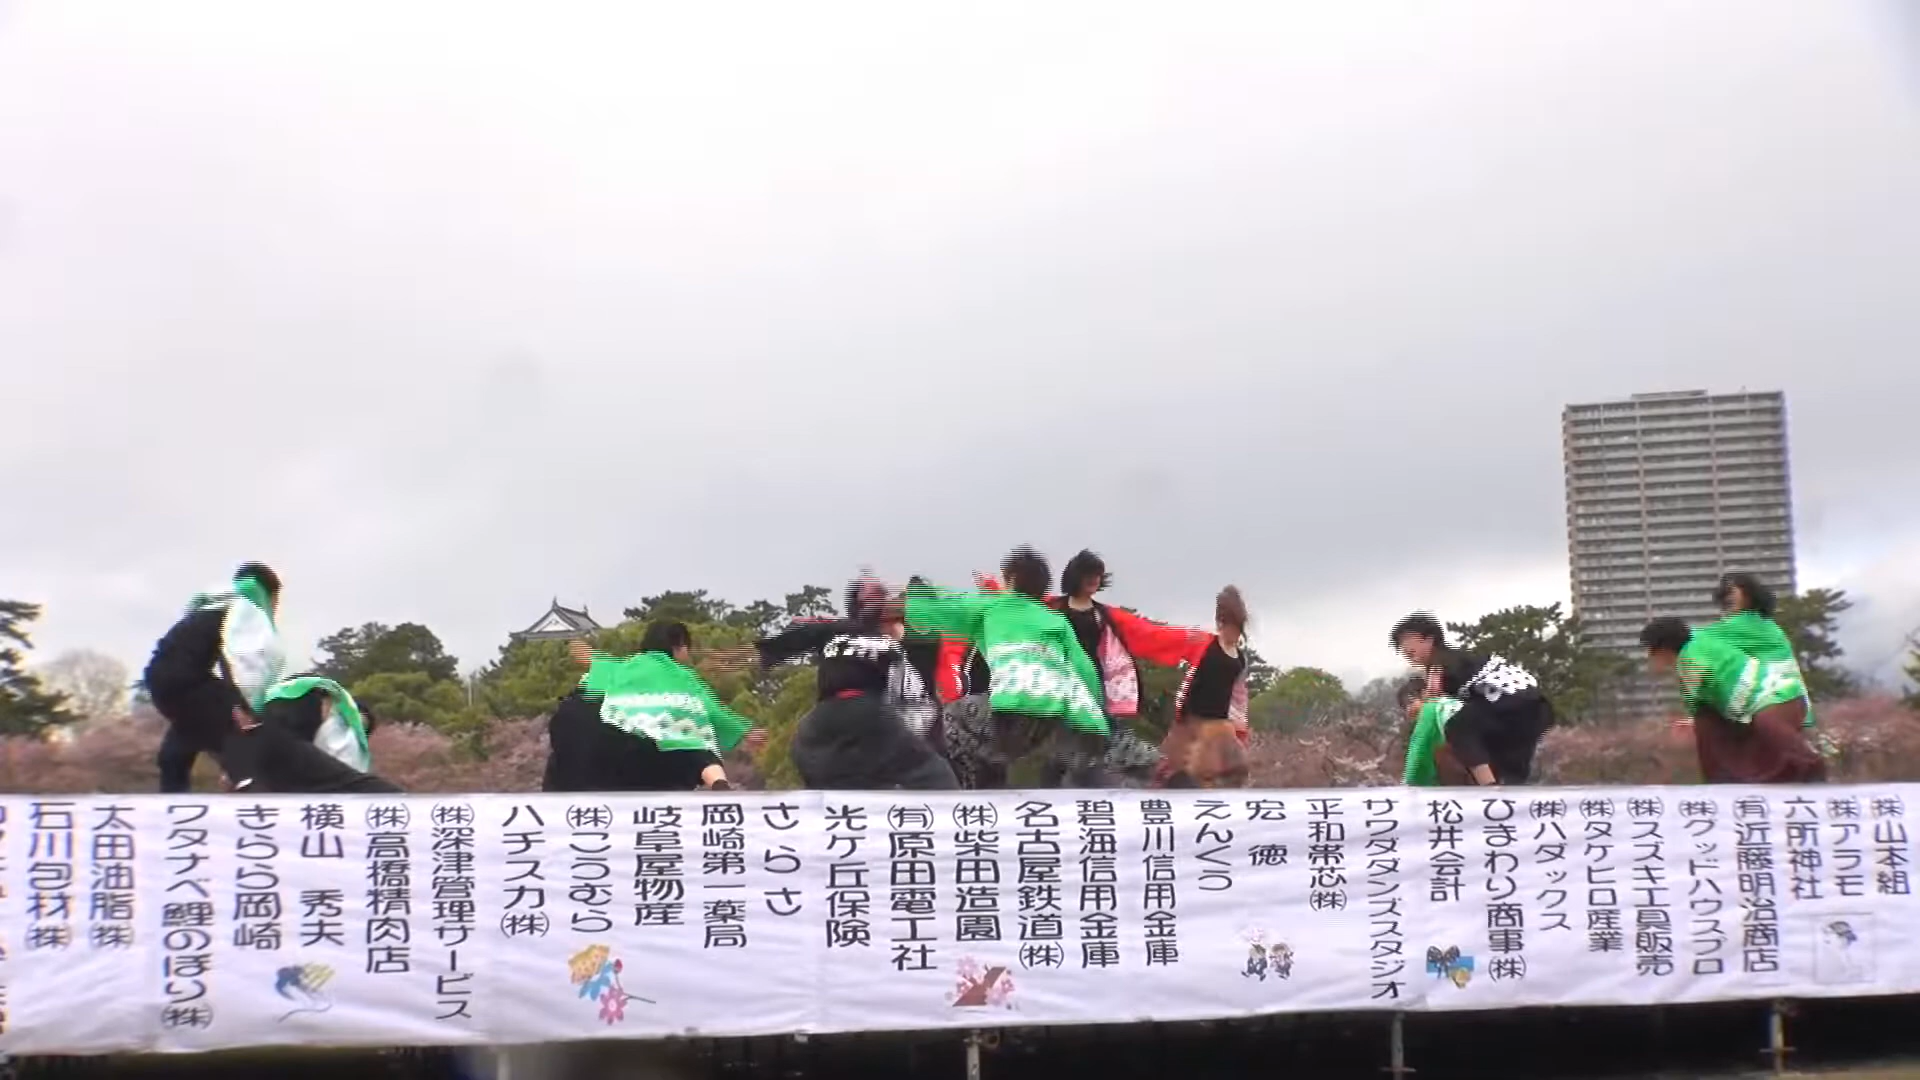 ㈱山本組
㈱アラモ
六所神社
㈲近藤明治商店
㈱グッドハウスプロ
㈱スズキ工具販売
㈱タケヒロ産業
㈱ハダックス
ひまわり商事㈱
松井会計
サワダダンススタジオ
平和帯芯㈱
宏徳
えんぐう
豊川信用金庫
碧海信用金庫
名古屋鉄道㈱
㈱柴田造園
㈲原田電工社
光ケ丘保険
さらさ
岡崎第一薬局
岐阜屋物産
㈱こうむら
ハチスカ㈱
㈱深津管理サービス
㈱高橋精肉店
横山 秀夫
きらら岡崎
ワタナベ鯉のぼり㈱
太田油脂㈱
石川包材㈱